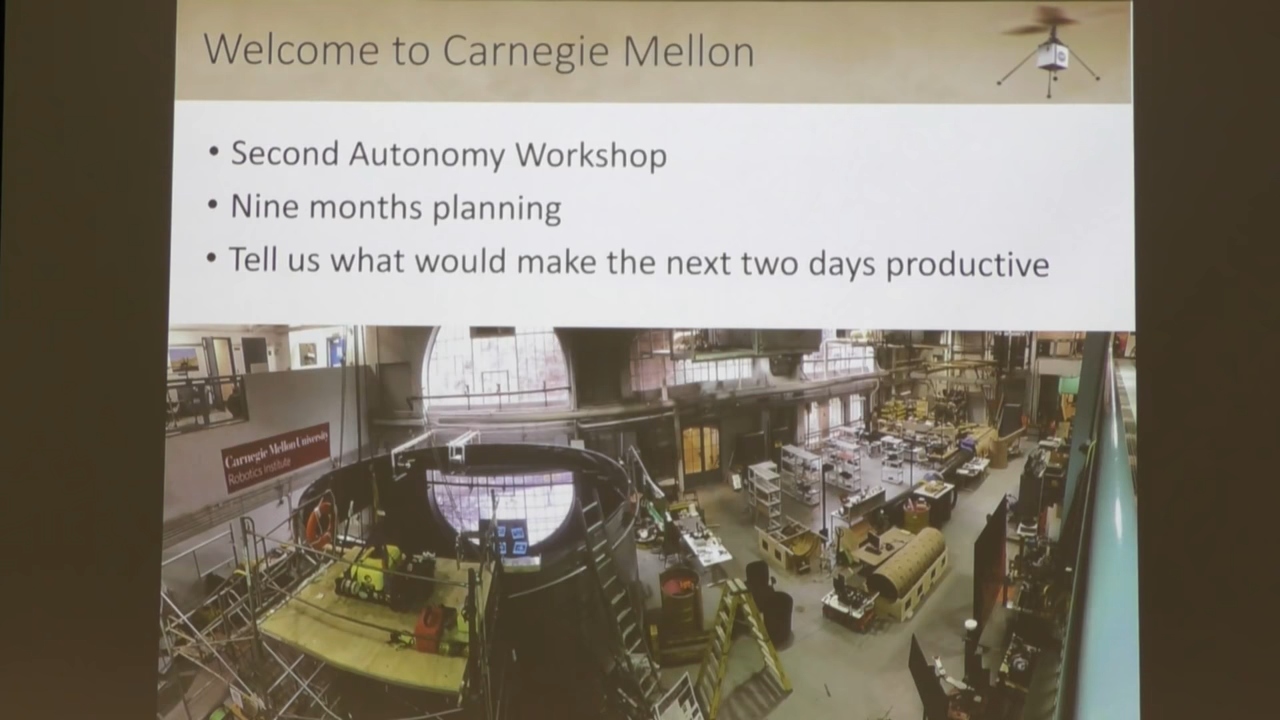 Welcome to Carnegie Mellon
• Second Autonomy Workshop
• Nine months planning
• Tell us what would make the next two days productive
Carnegie Mellon University
Robotics Institute